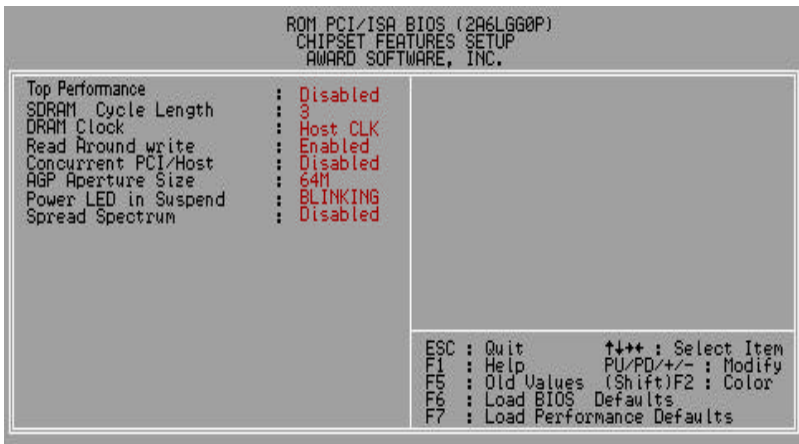 ROM PCI/ISA BIOS (2A6LGG0P)
CHIPSET FEATURES SETUP
AWARD SOFTWARE, INC.
Top Performance : Disabled
SDRAM Cycle Length : 3
DRAM Clock : Host CLK
Read Around write : Enabled
Concurrent PCI/Host : Disabled
AGP Aperture Size : 64M
Power LED in Suspend : BLINKING
Spread Spectrum : Disabled
ESC : Quit ↑↓→← : Select Item
F1 : Help PU/PD/+/- : Modify
F5 : Old Values (Shift)F2 : Color
F6 : Load BIOS Defaults
F7 : Load Performance Defaults